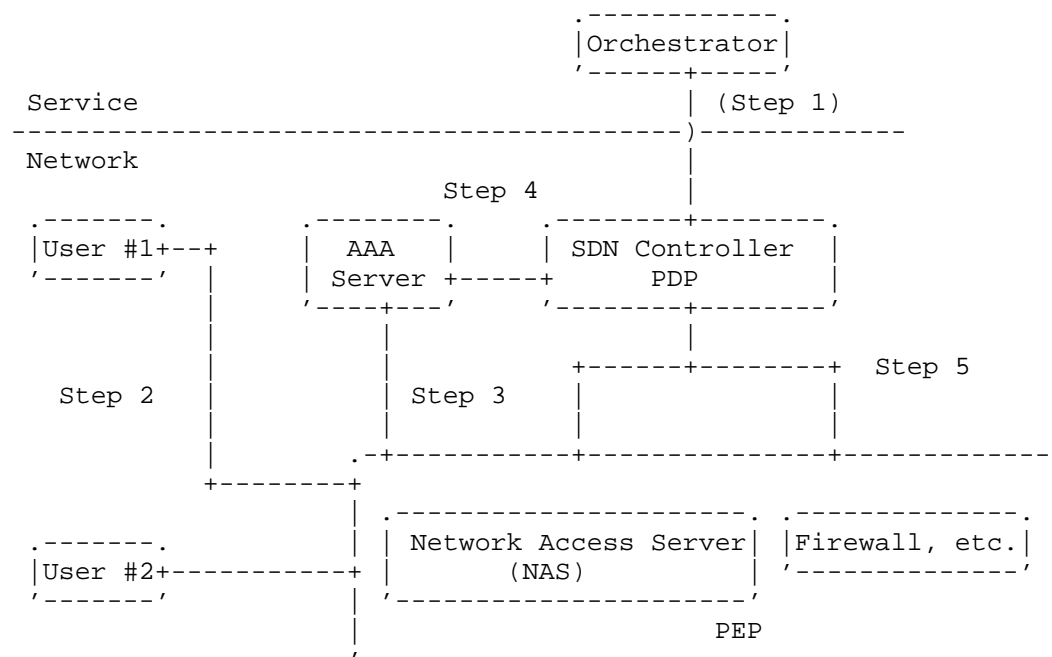 Orchestrator
Service (Step 1)
Network
Step 4
User #1 AAA SDN Controller
Server PDP
Step 5
Step 2 Step 3
Network Access Server Firewall, etc.
User #2 (NAS)
PEP